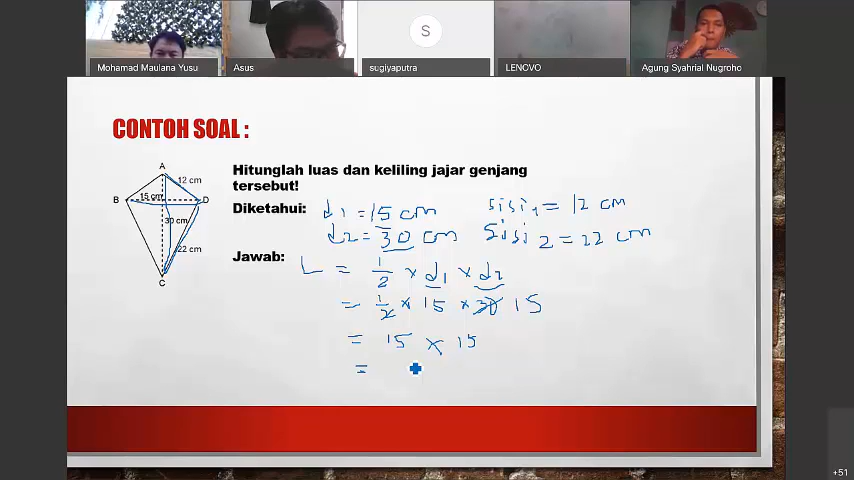 S
Mohamad Maulana Yusu
Asus
sugiyaputra
LENOVO
Agung Syahrial Nugroho
CONTOH SOAL :
A
12 cm
B
15 cm
D
30 cm
22 cm
C
Hitunglah luas dan keliling jajar genjang
tersebut!
Diketahui: d1 = 15 cm sisi1 = 12 cm
d2 = 30 cm sisi2 = 22 cm
Jawab: L = 1/2 × d1 × d2
= 1/2 × 15 × 30 15
= 15 × 15
=
+51